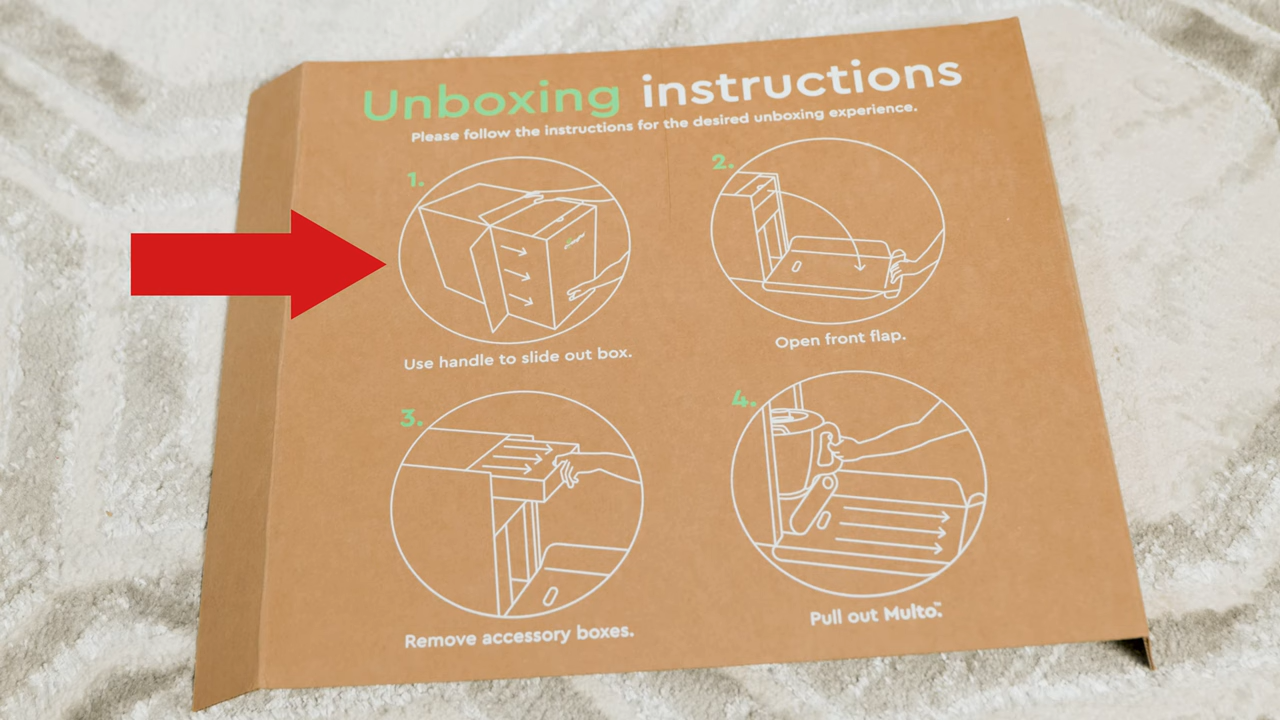 Unboxing instructions
Please follow the instructions for the desired unboxing experience.
1.
Use handle to slide out box.
2.
Open front flap.
3.
Remove accessory boxes.
4.
Pull out Multo.™